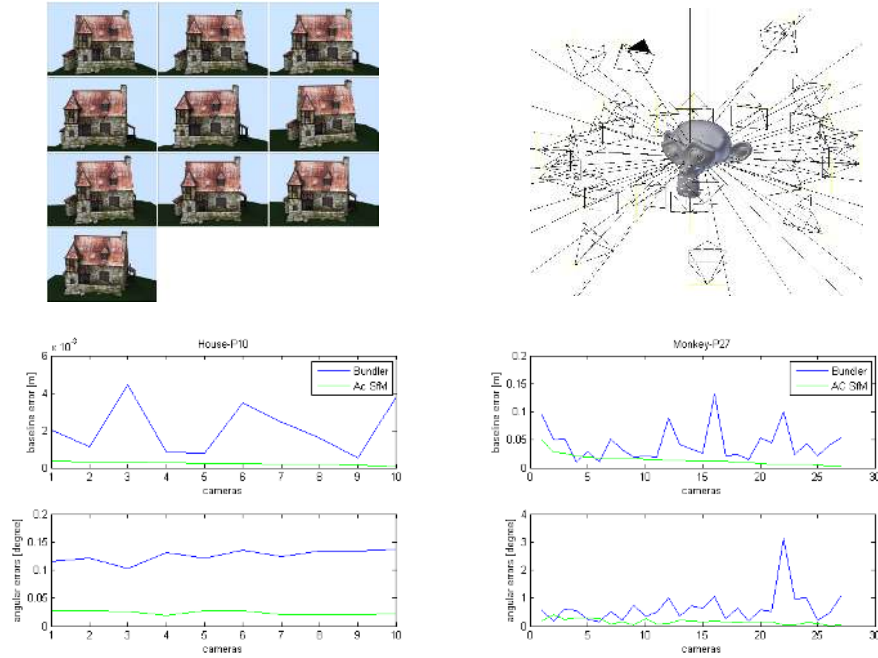 House-P10
x 10⁻³
6
4
2
0
baseline error [m]
Bundler
Ac SfM
1 2 3 4 5 6 7 8 9 10
cameras
Monkey-P27
0.2
0.15
0.1
0.05
0
baseline error [m]
Bundler
AC SfM
0 5 10 15 20 25 30
cameras
0.2
0.15
0.1
0.05
0
angular errors [degree]
1 2 3 4 5 6 7 8 9 10
cameras
4
3
2
1
0
angular errors [degree]
0 5 10 15 20 25 30
cameras